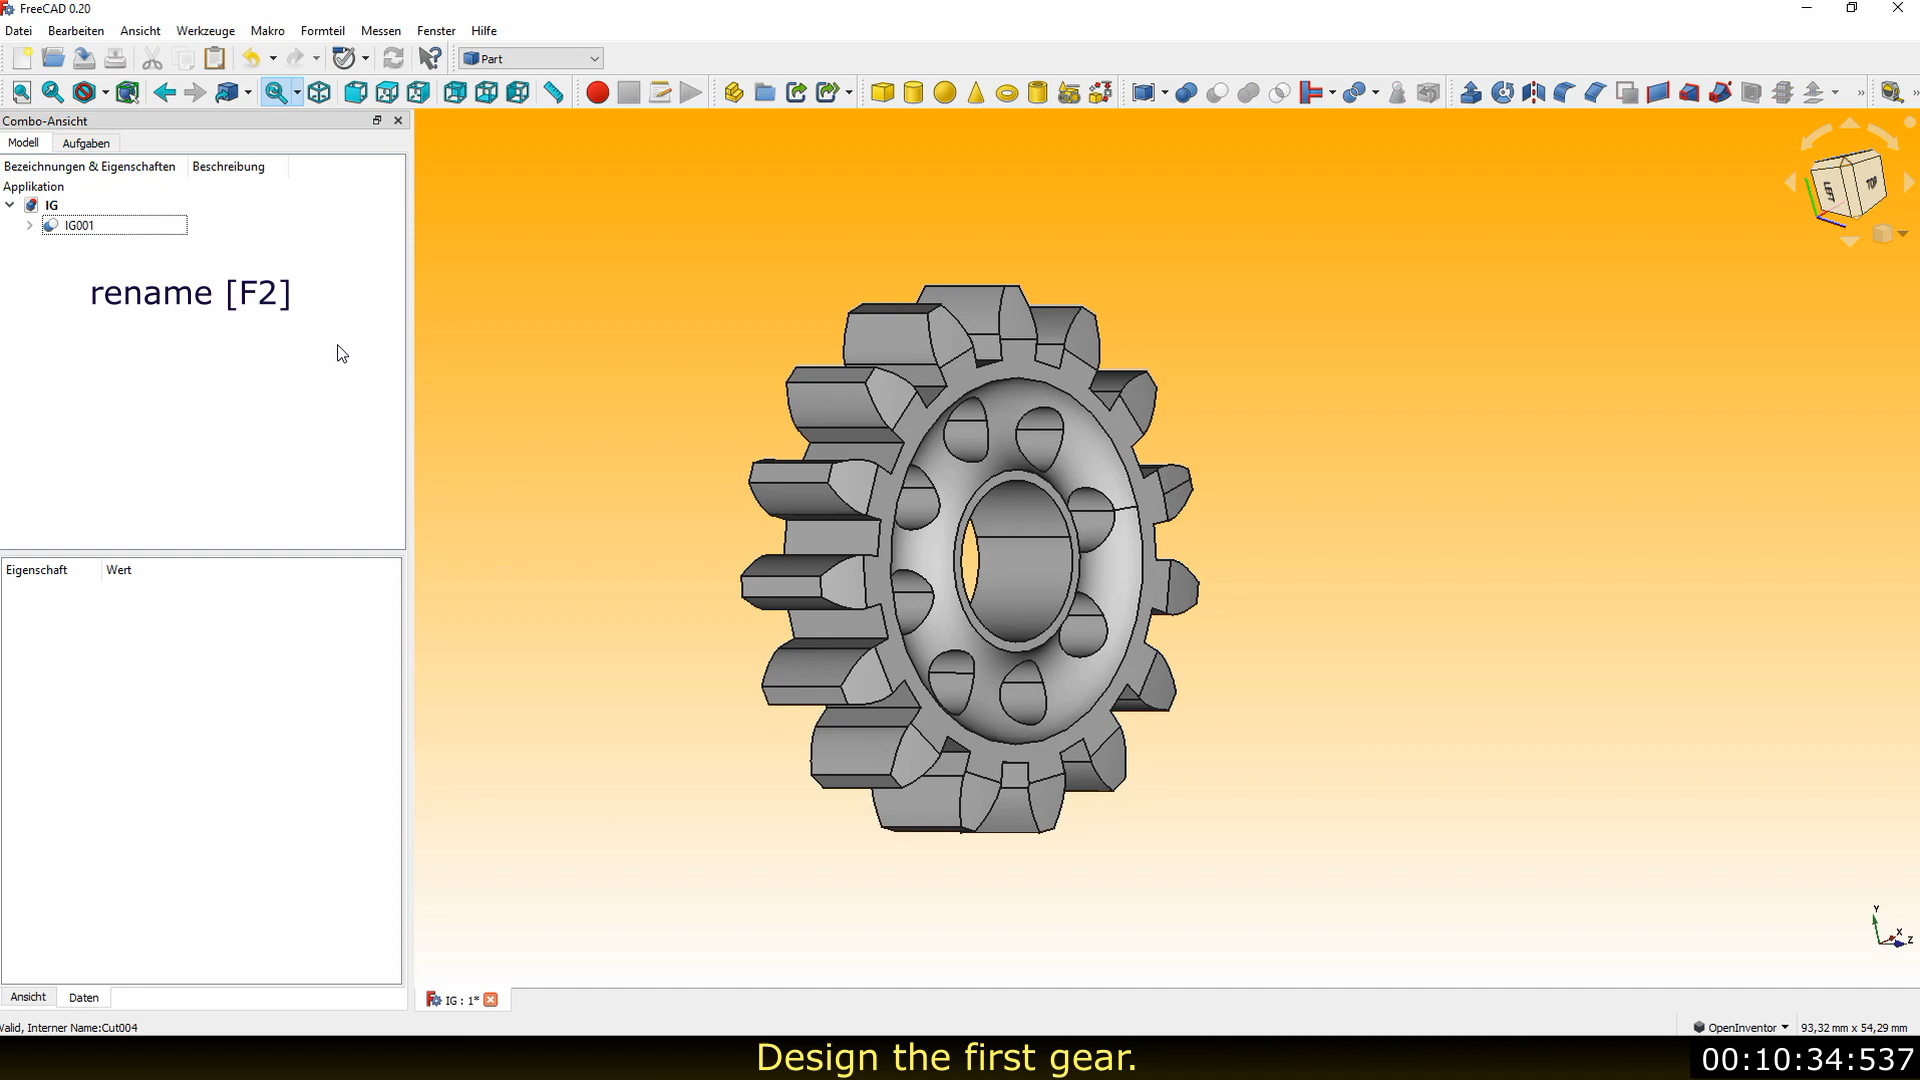 FreeCAD 0.20
Datei Bearbeiten Ansicht Werkzeuge Makro Formteil Messen Fenster Hilfe
Part
Combo-Ansicht
Modell Aufgaben
Bezeichnungen & Eigenschaften Beschreibung
Applikation
IG
IG001
rename [F2]
LEFT TOP
Eigenschaft Wert
Y
X
Z
Ansicht Daten
IG : 1*
Valid, Interner Name:Cut004
OpenInventor 93,32 mm x 54,29 mm
Design the first gear.
00:10:34:537